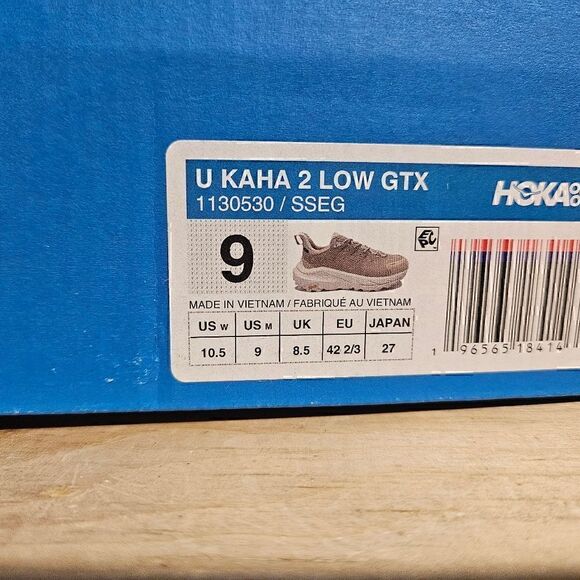 U KAHA 2 LOW GTX
HOKA
1130530 / SSEG
9
MADE IN VIETNAM / FABRIQUÉ AU VIETNAM
US W US M UK EU JAPAN
10.5 9 8.5 42 2/3 27
1 96565 18414